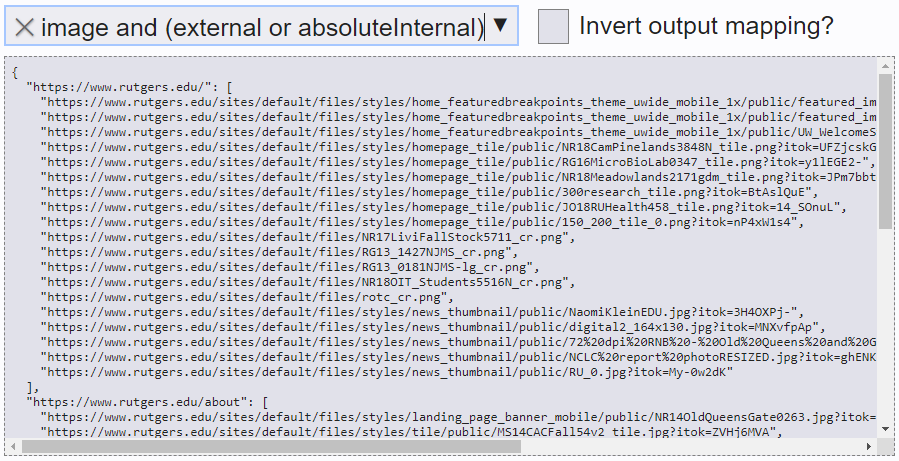 image and (external or absoluteInternal)
Invert output mapping?
{
"https://www.rutgers.edu/": [
"https://www.rutgers.edu/sites/default/files/styles/home_featuredbreakpoints_theme_uwide_mobile_1x/public/featured_im
"https://www.rutgers.edu/sites/default/files/styles/home_featuredbreakpoints_theme_uwide_mobile_1x/public/featured_im
"https://www.rutgers.edu/sites/default/files/styles/home_featuredbreakpoints_theme_uwide_mobile_1x/public/UW_WelcomeS
"https://www.rutgers.edu/sites/default/files/styles/homepage_tile/public/NR18CamPinelands3848N_tile.png?itok=UFZjcskG
"https://www.rutgers.edu/sites/default/files/styles/homepage_tile/public/RG16MicroBioLab0347_tile.png?itok=y1lEGE2-",
"https://www.rutgers.edu/sites/default/files/styles/homepage_tile/public/NR18Meadowlands2171gdm_tile.png?itok=JPm7bbt
"https://www.rutgers.edu/sites/default/files/styles/homepage_tile/public/300research_tile.png?itok=BtAslQuE",
"https://www.rutgers.edu/sites/default/files/styles/homepage_tile/public/JO18RUHealth458_tile.png?itok=14_SOnuL",
"https://www.rutgers.edu/sites/default/files/styles/homepage_tile/public/150_200_tile_0.png?itok=nP4xW1s4",
"https://www.rutgers.edu/sites/default/files/NR17LiviFallStock5711_cr.png",
"https://www.rutgers.edu/sites/default/files/RG13_1427NJMS_cr.png",
"https://www.rutgers.edu/sites/default/files/RG13_0181NJMS-lg_cr.png",
"https://www.rutgers.edu/sites/default/files/NR18OIT_Students5516N_cr.png",
"https://www.rutgers.edu/sites/default/files/rotc_cr.png",
"https://www.rutgers.edu/sites/default/files/styles/news_thumbnail/public/NaomiKleinEDU.jpg?itok=3H4OXPj-",
"https://www.rutgers.edu/sites/default/files/styles/news_thumbnail/public/digital2_164x130.jpg?itok=MNXvfpAp",
"https://www.rutgers.edu/sites/default/files/styles/news_thumbnail/public/72%20dpi%20RNB%20-%20Old%20Queens%20and%20G
"https://www.rutgers.edu/sites/default/files/styles/news_thumbnail/public/NCLC%20report%20photoRESIZED.jpg?itok=ghENK
"https://www.rutgers.edu/sites/default/files/styles/news_thumbnail/public/RU_0.jpg?itok=My-0w2dK"
],
"https://www.rutgers.edu/about": [
"https://www.rutgers.edu/sites/default/files/styles/landing_page_banner_mobile/public/NR14OldQueensGate0263.jpg?itok=
"https://www.rutgers.edu/sites/default/files/styles/tile/public/MS14CACFall54v2_tile.jpg?itok=ZVHj6MVA",